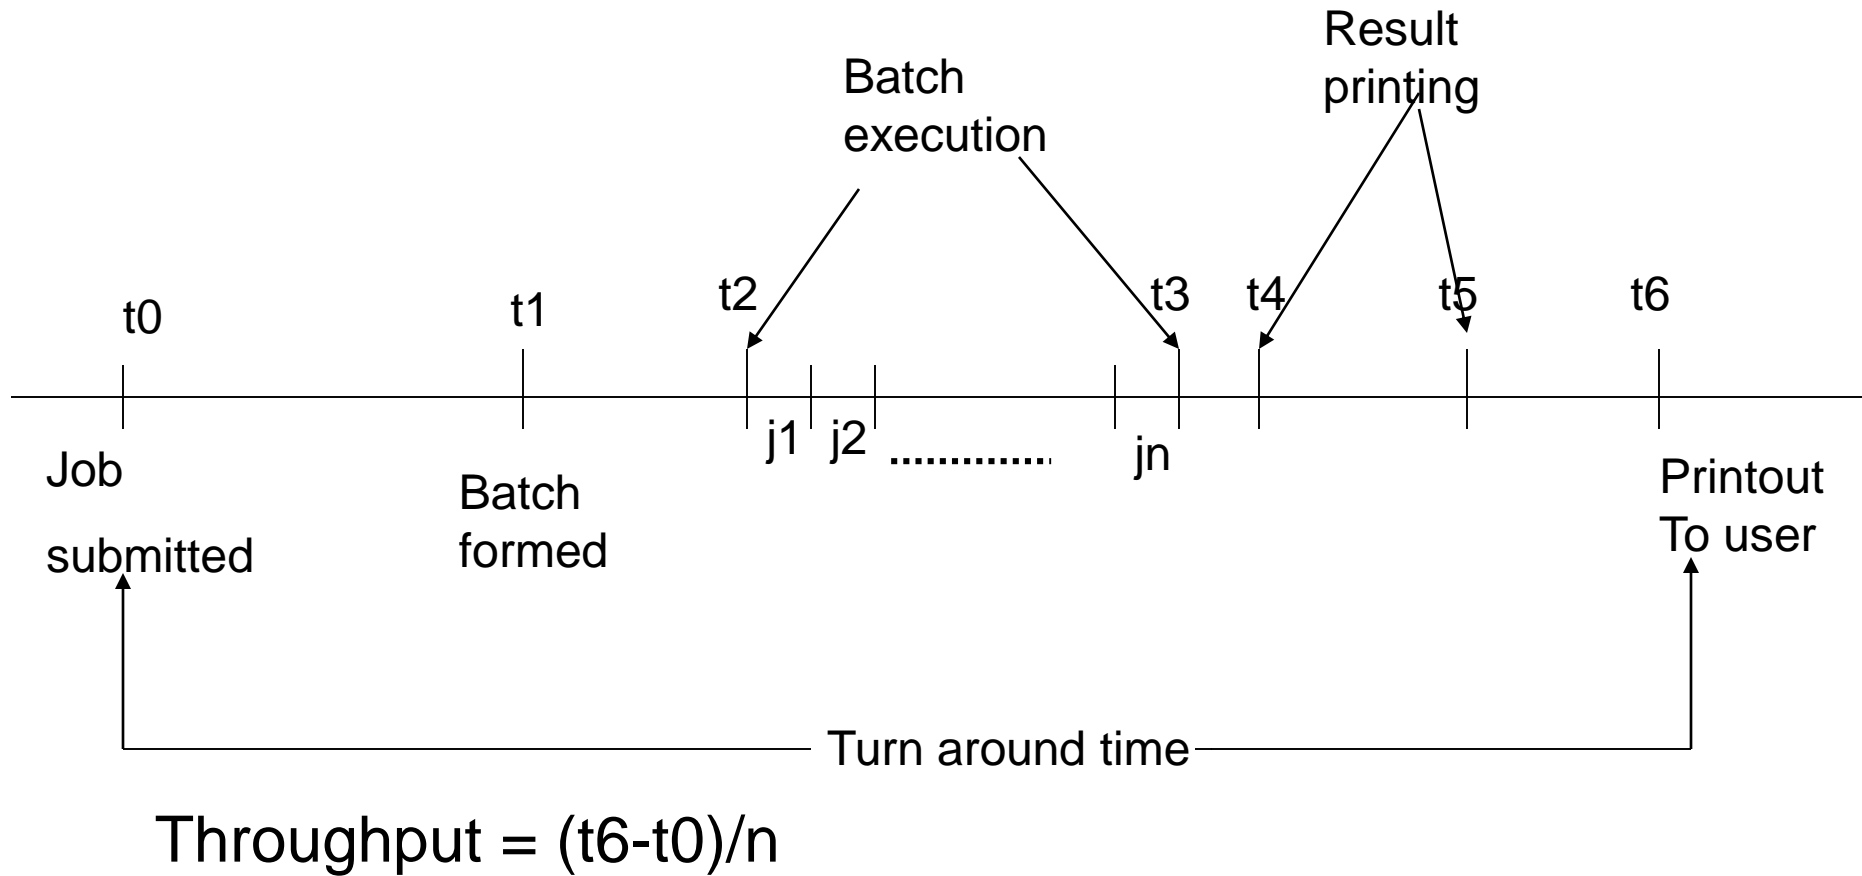 Result
printing
Batch
execution
t0
t1
t2
t3
t4
t5
t6
j1
j2
jn
Job
submitted
Batch
formed
Printout
To user
Turn around time
Throughput = (t6-t0)/n